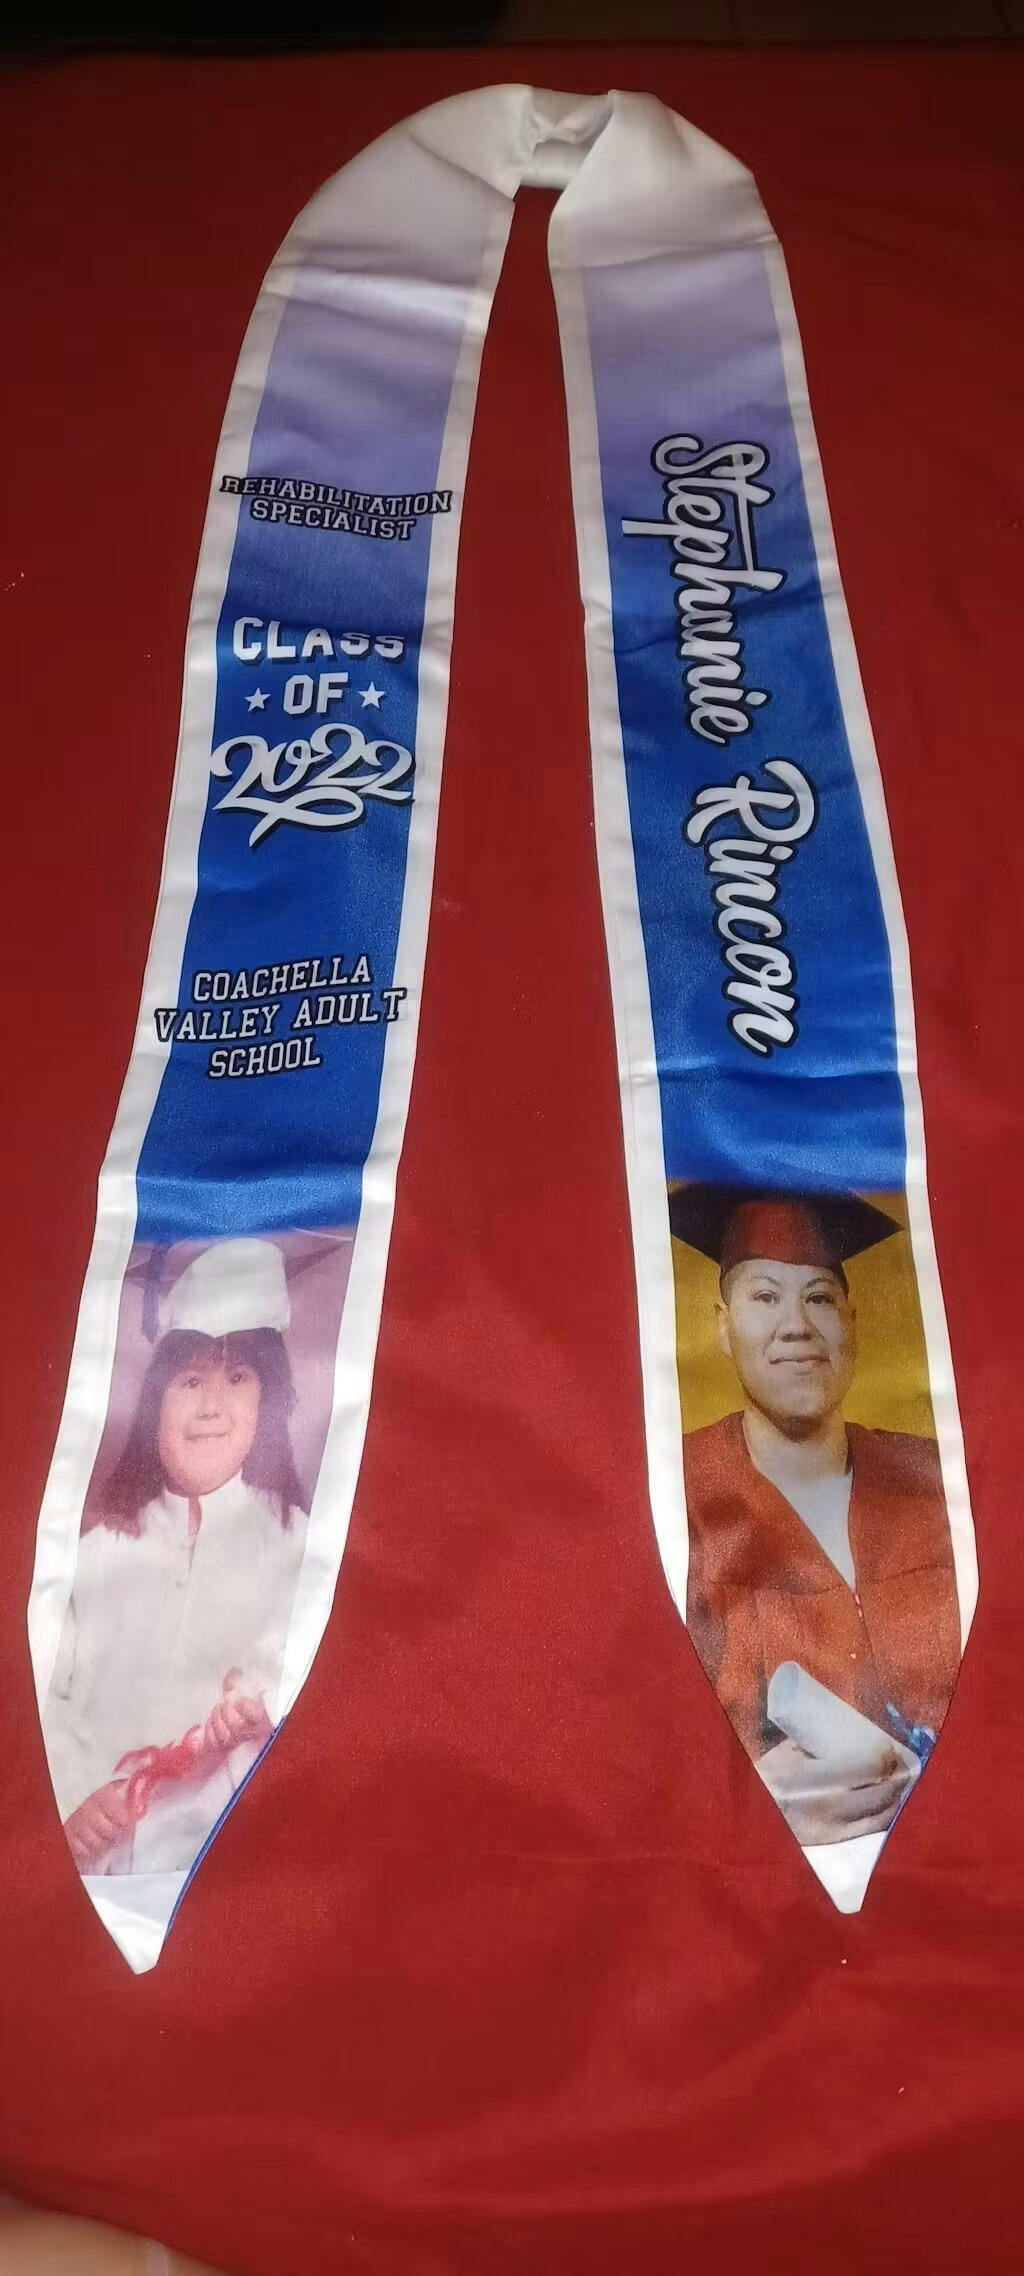 REHABILITATION
SPECIALIST
CLASS
OF
2022
COACHELLA
VALLEY ADULT
SCHOOL
Stephanie Rincon